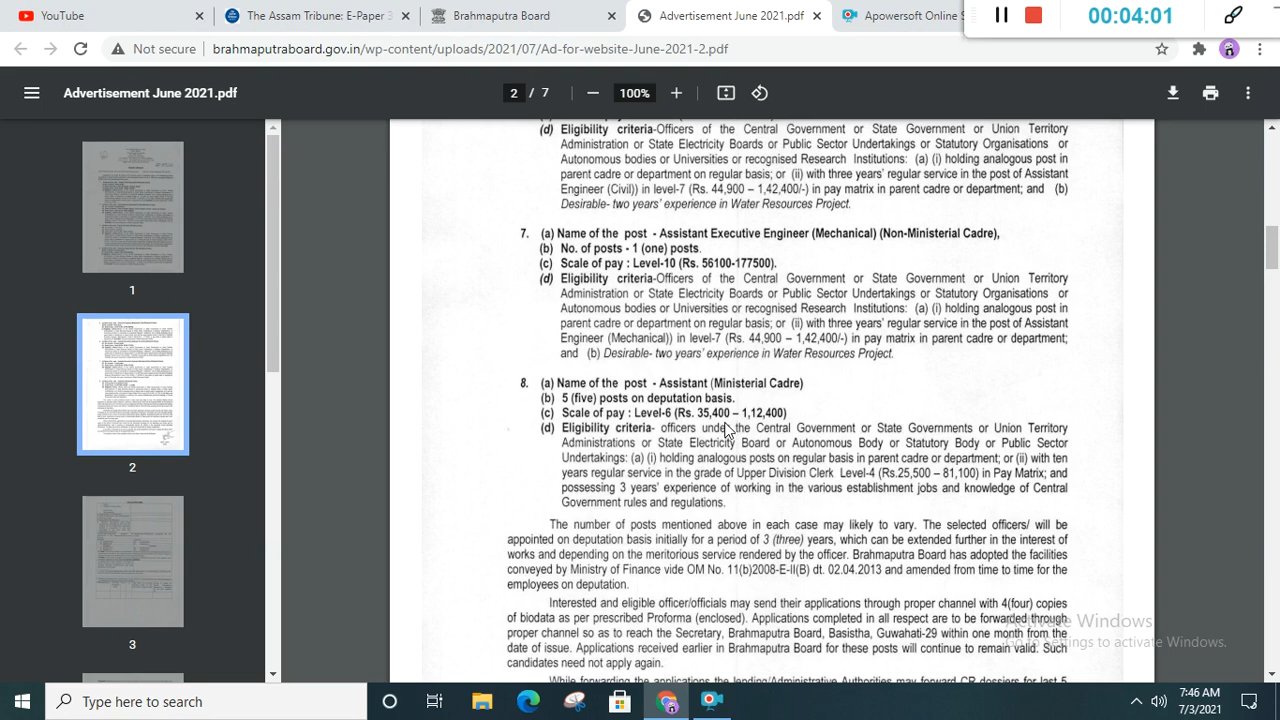 YouTube
The Assam Tribune: E-Paper
Brahmaputra Board
Advertisement June 2021.pdf
Apowersoft Online S
00:04:01
Not secure
brahmaputraboard.gov.in/wp-content/uploads/2021/07/Ad-for-website-June-2021-2.pdf
Advertisement June 2021.pdf
2 / 7
100%
1
2
3
(d) Eligibility criteria-Officers of the Central Government or State Government or Union Territory
Administration or State Electricity Boards or Public Sector Undertakings or Statutory Organisations or
Autonomous bodies or Universities or recognised Research Institutions: (a) (i) holding analogous post in
parent cadre or department on regular basis; or (ii) with three years' regular service in the post of Assistant
Engineer (Civil)) in level-7 (Rs. 44,900 – 1,42,400/-) in pay matrix in parent cadre or department; and (b)
Desirable- two years' experience in Water Resources Project.
7. (a) Name of the post - Assistant Executive Engineer (Mechanical) (Non-Ministerial Cadre),
(b) No. of posts - 1 (one) posts.
(c) Scale of pay : Level-10 (Rs. 56100-177500).
(d) Eligibility criteria-Officers of the Central Government or State Government or Union Territory
Administration or State Electricity Boards or Public Sector Undertakings or Statutory Organisations or
Autonomous bodies or Universities or recognised Research Institutions: (a) (i) holding analogous post in
parent cadre or department on regular basis; or (ii) with three years' regular service in the post of Assistant
Engineer (Mechanical)) in level-7 (Rs. 44,900 – 1,42,400/-) in pay matrix in parent cadre or department;
and (b) Desirable- two years' experience in Water Resources Project.
8. (a) Name of the post - Assistant (Ministerial Cadre)
(b) 5 (five) posts on deputation basis.
(c) Scale of pay : Level-6 (Rs. 35,400 – 1,12,400)
(d) Eligibility criteria- officers under the Central Government or State Governments or Union Territory
Administrations or State Electricity Board or Autonomous Body or Statutory Body or Public Sector
Undertakings: (a) (i) holding analogous posts on regular basis in parent cadre or department; or (ii) with ten
years regular service in the grade of Upper Division Clerk Level-4 (Rs.25,500 – 81,100) in Pay Matrix; and
possessing 3 years' experience of working in the various establishment jobs and knowledge of Central
Government rules and regulations.
The number of posts mentioned above in each case may likely to vary. The selected officers/ will be
appointed on deputation basis initially for a period of 3 (three) years, which can be extended further in the interest of
works and depending on the meritorious service rendered by the officer. Brahmaputra Board has adopted the facilities
conveyed by Ministry of Finance vide OM No. 11(b)2008-E-II(B) dt. 02.04.2013 and amended from time to time for the
employees on deputation.
Interested and eligible officer/officials may send their applications through proper channel with 4(four) copies
of biodata as per prescribed Proforma (enclosed). Applications completed in all respect are to be forwarded through
proper channel so as to reach the Secretary, Brahmaputra Board, Basistha, Guwahati-29 within one month from the
date of issue. Applications received earlier in Brahmaputra Board for these posts will continue to remain valid. Such
candidates need not apply again.
While forwarding the applications the lending/Administrative Authorities may forward CR dossiers for last 5
Activate Windows
Go to Settings to activate Windows.
Type here to search
7:46 AM
7/3/2021